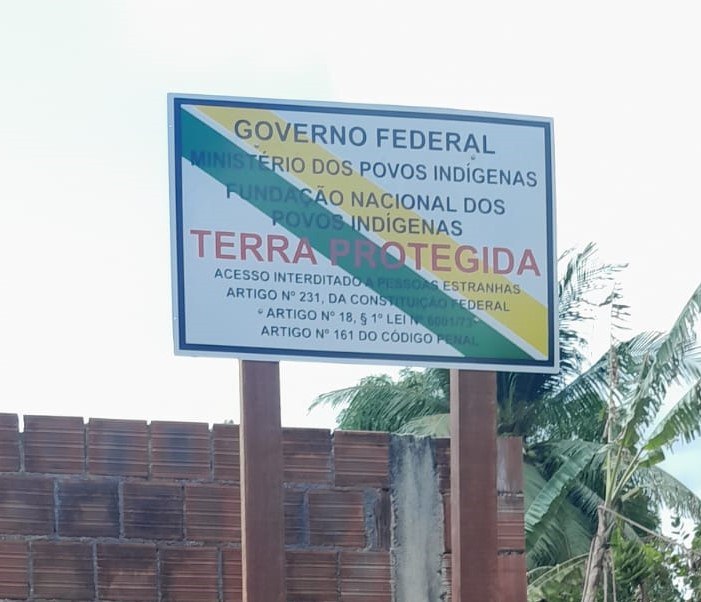 GOVERNO FEDERAL
MINISTÉRIO DOS POVOS INDÍGENAS
FUNDAÇÃO NACIONAL DOS
POVOS INDÍGENAS
TERRA PROTEGIDA
ACESSO INTERDITADO A PESSOAS ESTRANHAS
ARTIGO Nº 231, DA CONSTITUIÇÃO FEDERAL
ARTIGO Nº 18, § 1º LEI Nº 6001/73
ARTIGO Nº 161 DO CÓDIGO PENAL